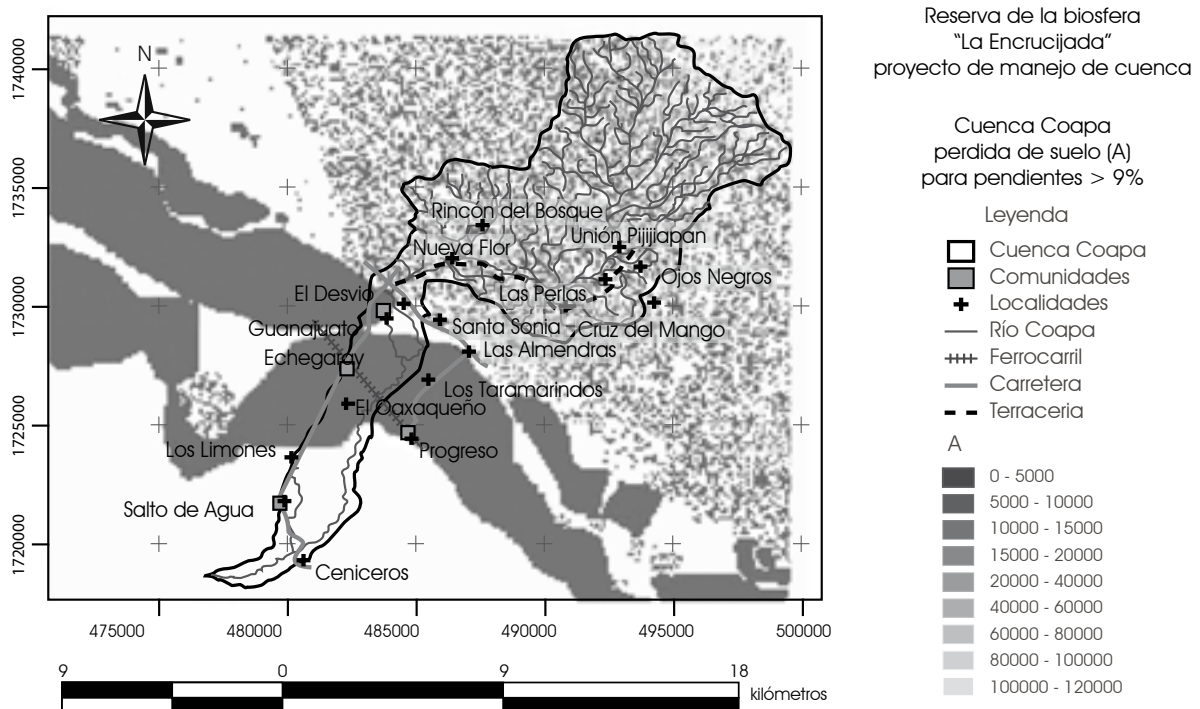 Reserva de la biosfera
"La Encrucijada"
proyecto de manejo de cuenca
Cuenca Coapa
perdida de suelo (A)
para pendientes > 9%
Leyenda
Cuenca Coapa
Comunidades
Localidades
Río Coapa
Ferrocarril
Carretera
Terraceria
A
0 - 5000
5000 - 10000
10000 - 15000
15000 - 20000
20000 - 40000
40000 - 60000
60000 - 80000
80000 - 100000
100000 - 120000
N
1740000
1735000
1730000
1725000
1720000
Rincón del Bosque
Nueva Flor
Unión Pijijiapan
Ojos Negros
El Desvio
Las Perlas
Guanajuato
Santa Sonia
Cruz del Mango
Echegaray
Las Almendras
Los Taramarindos
El Oaxaqueño
Los Limones
Progreso
Salto de Agua
Ceniceros
475000
480000
485000
490000
495000
500000
9
0
9
18
kilómetros